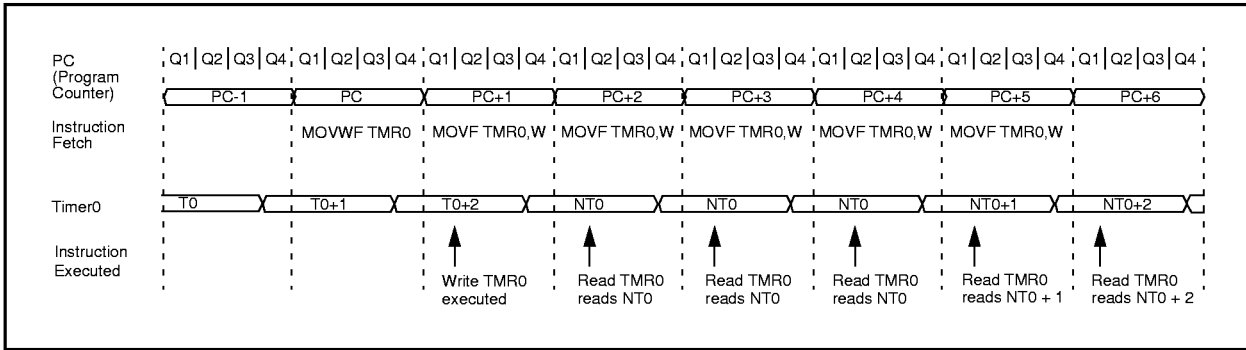 PC
(Program
Counter)
Q1 Q2 Q3 Q4 Q1 Q2 Q3 Q4 Q1 Q2 Q3 Q4 Q1 Q2 Q3 Q4 Q1 Q2 Q3 Q4 Q1 Q2 Q3 Q4 Q1 Q2 Q3 Q4 Q1 Q2 Q3 Q4
PC-1 PC PC+1 PC+2 PC+3 PC+4 PC+5 PC+6
Instruction
Fetch
MOVWF TMR0 MOVF TMR0,W MOVF TMR0,W MOVF TMR0,W MOVF TMR0,W MOVF TMR0,W
Timer0
T0 T0+1 T0+2 NT0 NT0 NT0 NT0+1 NT0+2
Instruction
Executed
Write TMR0
executed
Read TMR0
reads NT0
Read TMR0
reads NT0
Read TMR0
reads NT0
Read TMR0
reads NT0 + 1
Read TMR0
reads NT0 + 2